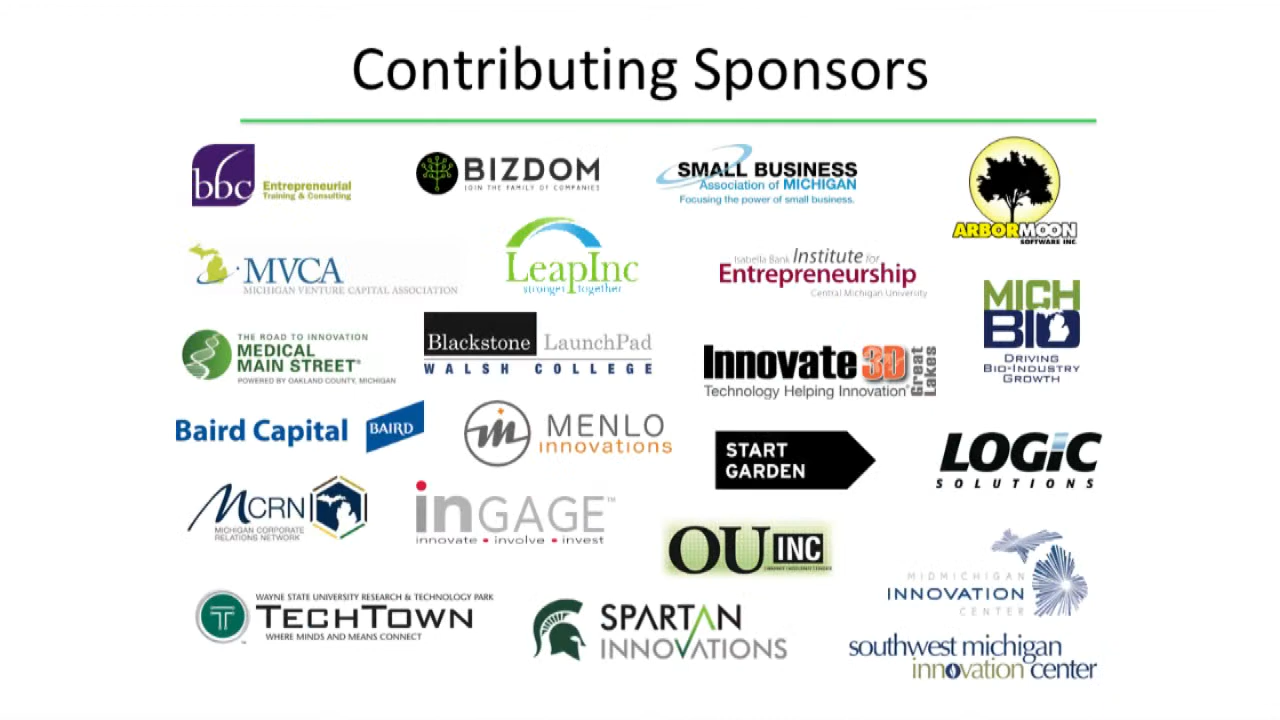 Contributing Sponsors
bbc
Entrepreneurial
Training & Consulting
BIZDOM
JOIN THE FAMILY OF COMPANIES
SMALL BUSINESS
Association of MICHIGAN
Focusing the power of small business.
ARBORMOON
SOFTWARE INC
MVCA
MICHIGAN VENTURE CAPITAL ASSOCIATION
LeapInc
stronger together
Isabella Bank Institute for
Entrepreneurship
Central Michigan University
MICH
BIO
DRIVING
BIO-INDUSTRY
GROWTH
THE ROAD TO INNOVATION
MEDICAL
MAIN STREET®
POWERED BY OAKLAND COUNTY, MICHIGAN
Blackstone LaunchPad
WALSH COLLEGE
Innovate 3D
Great Lakes
Technology Helping Innovation®
Baird Capital
BAIRD
m
MENLO
innovations
START
GARDEN
LOGiC
SOLUTIONS
MCRN
MICHIGAN CORPORATE
RELATIONS NETWORK
inGAGE™
innovate • involve • invest
OU INC
MIDMICHIGAN
INNOVATION
CENTER
WAYNE STATE UNIVERSITY RESEARCH & TECHNOLOGY PARK
T
TECHTOWN
WHERE MINDS AND MEANS CONNECT
SPARTAN
INNOVATIONS
southwest michigan
innovation center